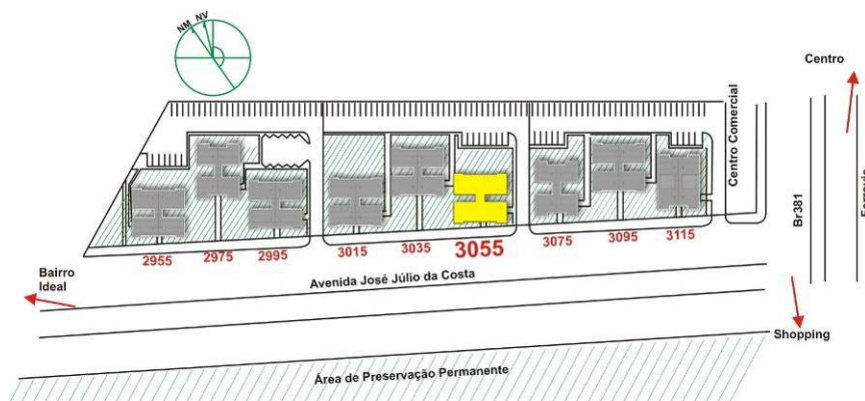 NM NV
Centro
Centro Comercial
Br381
Ferrovia
2955 2975 2995 3015 3035 3055 3075 3095 3115
Bairro
Ideal
Avenida José Júlio da Costa
Shopping
Área de Preservação Permanente